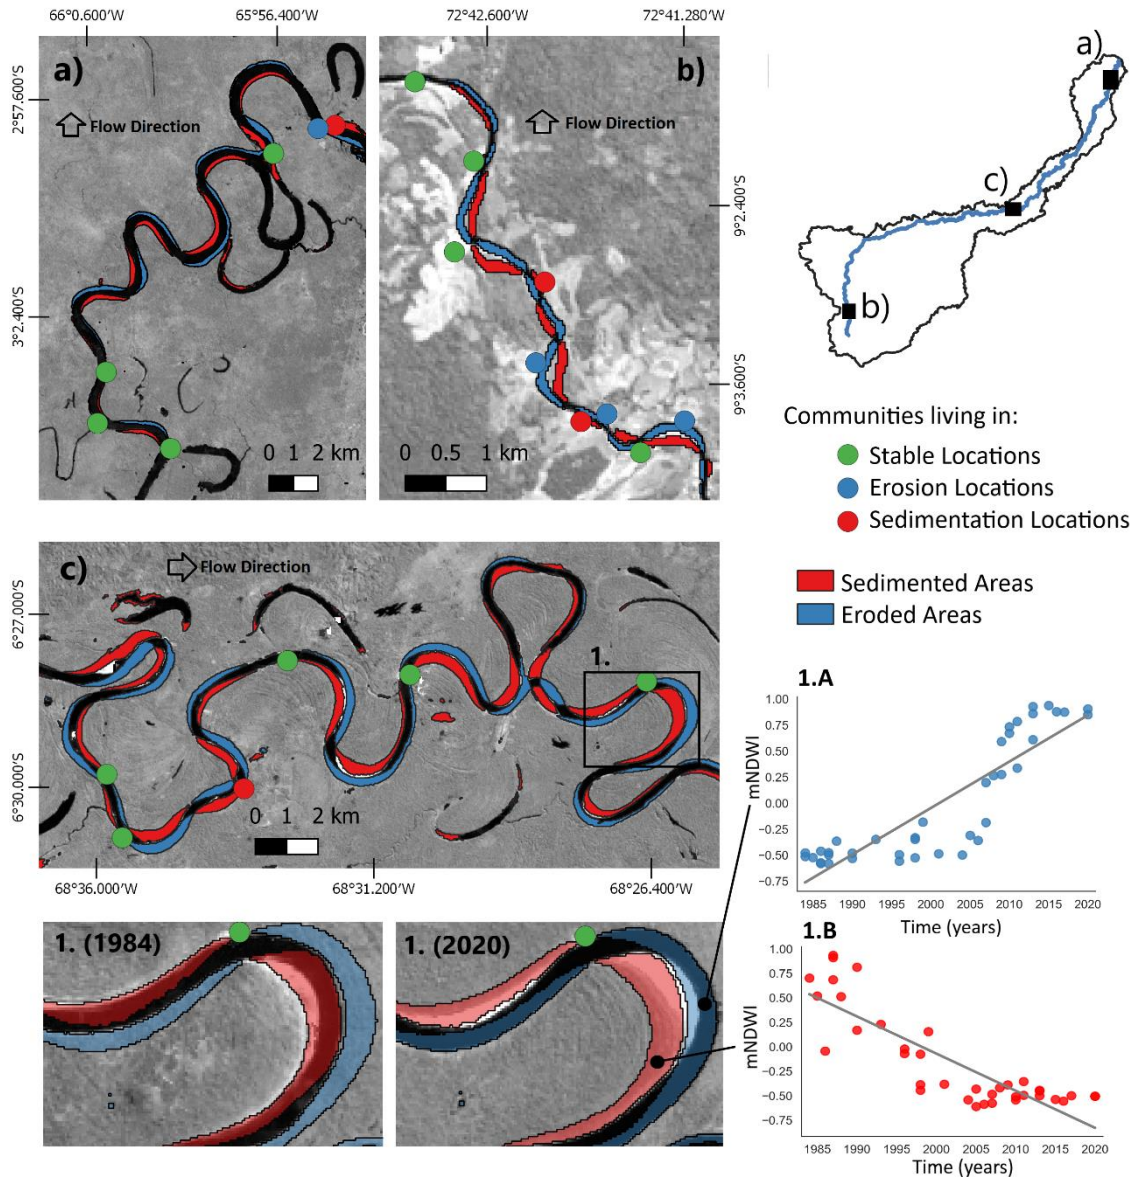 66°0.600'W 65°56.400'W 72°42.600'W 72°41.280'W
a)
Flow Direction
2°57.600'S
3°2.400'S
0 1 2 km
b)
Flow Direction
9°2.400'S
9°3.600'S
0 0.5 1 km
a)
c)
b)
Communities living in:
Stable Locations
Erosion Locations
Sedimentation Locations
Sedimented Areas
Eroded Areas
c)
Flow Direction
6°27.000'S
6°30.000'S
1.
0 1 2 km
68°36.000'W 68°31.200'W 68°26.400'W
1.A
mNDWI
1.00
0.75
0.50
0.25
0.00
−0.25
−0.50
−0.75
1985 1990 1995 2000 2005 2010 2015 2020
Time (years)
1. (1984)
1. (2020)
1.B
mNDWI
1.00
0.75
0.50
0.25
0.00
−0.25
−0.50
−0.75
1985 1990 1995 2000 2005 2010 2015 2020
Time (years)